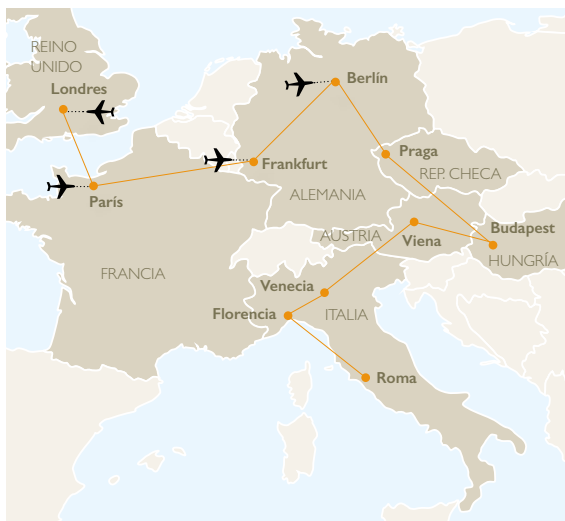 REINO
UNIDO
Londres
Berlín
Praga
REP. CHECA
Frankfurt
ALEMANIA
París
Budapest
HUNGRÍA
AUSTRIA
Viena
FRANCIA
Venecia
Florencia
ITALIA
Roma